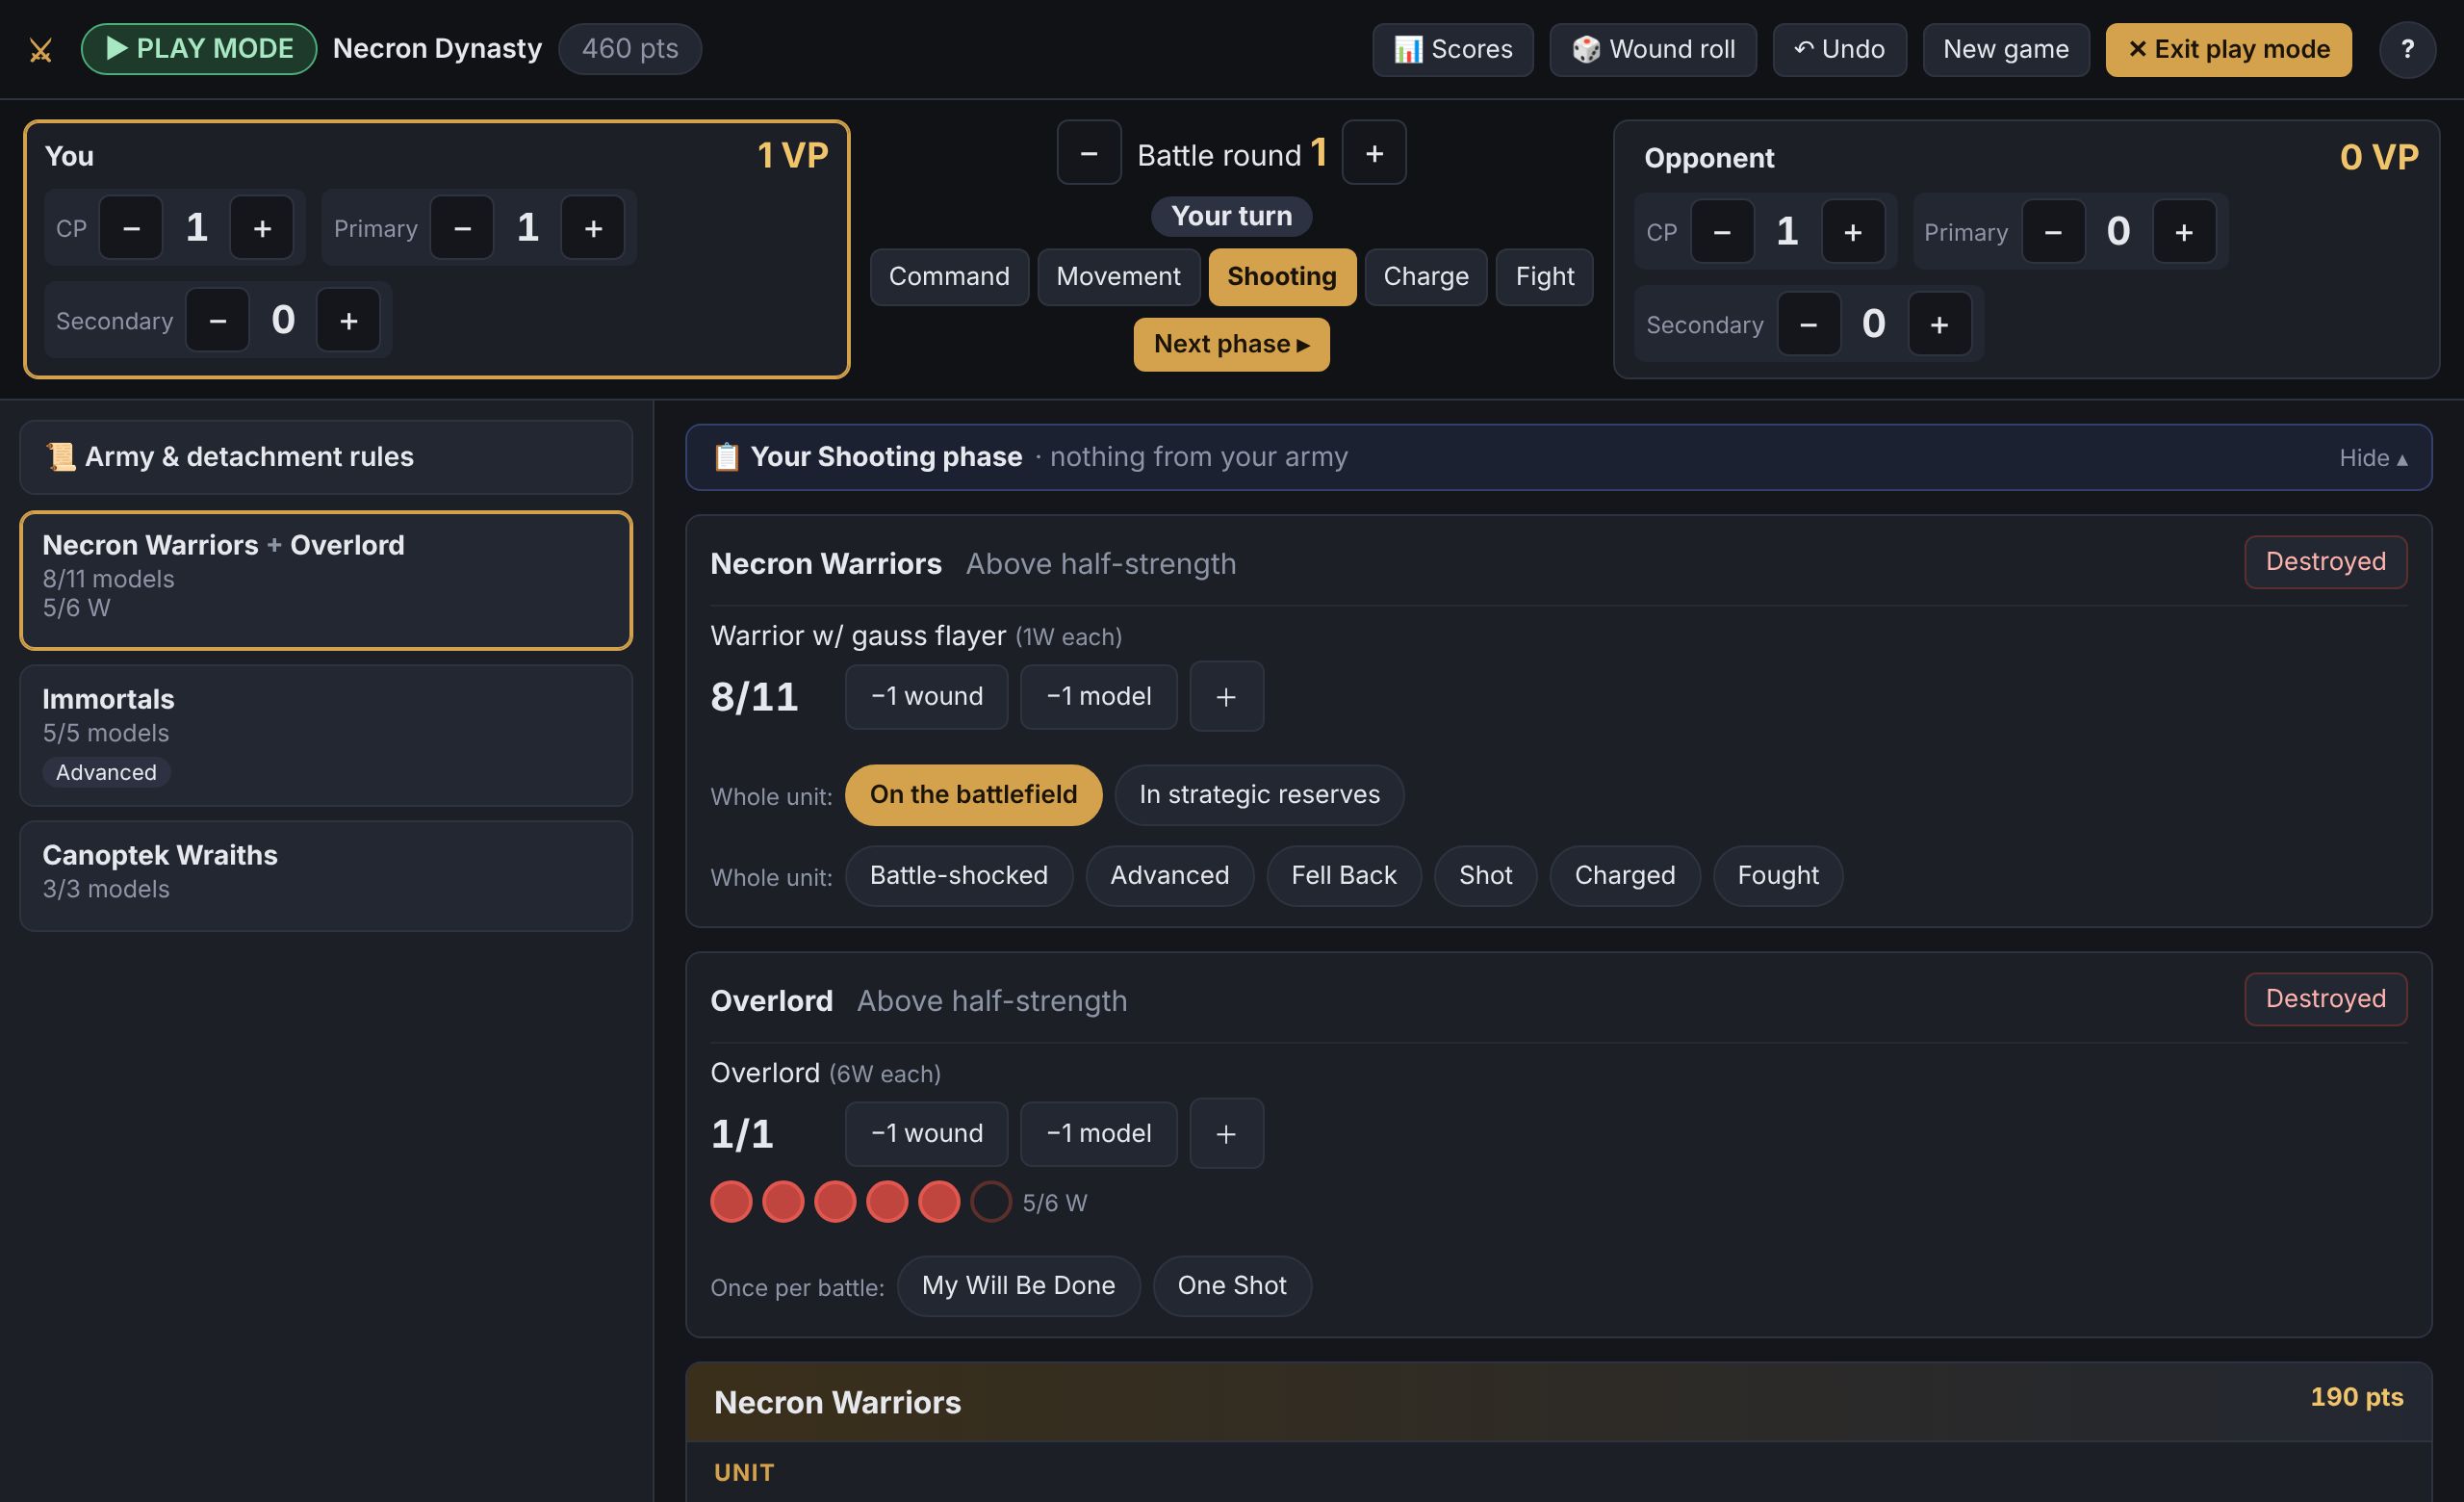 ⚔ ▶ PLAY MODE Necron Dynasty 460 pts 📊 Scores 🎲 Wound roll ↶ Undo New game ✕ Exit play mode ?
You 1 VP
CP − 1 + Primary − 1 +
Secondary − 0 +
− Battle round 1 +
Your turn
Command Movement Shooting Charge Fight
Next phase ▸
Opponent 0 VP
CP − 1 + Primary − 0 +
Secondary − 0 +
📜 Army & detachment rules
Necron Warriors + Overlord
8/11 models
5/6 W
Immortals
5/5 models
Advanced
Canoptek Wraiths
3/3 models
📋 Your Shooting phase · nothing from your army Hide ▴
Necron Warriors Above half-strength Destroyed
Warrior w/ gauss flayer (1W each)
8/11 −1 wound −1 model +
Whole unit: On the battlefield In strategic reserves
Whole unit: Battle-shocked Advanced Fell Back Shot Charged Fought
Overlord Above half-strength Destroyed
Overlord (6W each)
1/1 −1 wound −1 model +
5/6 W
Once per battle: My Will Be Done One Shot
Necron Warriors 190 pts
UNIT